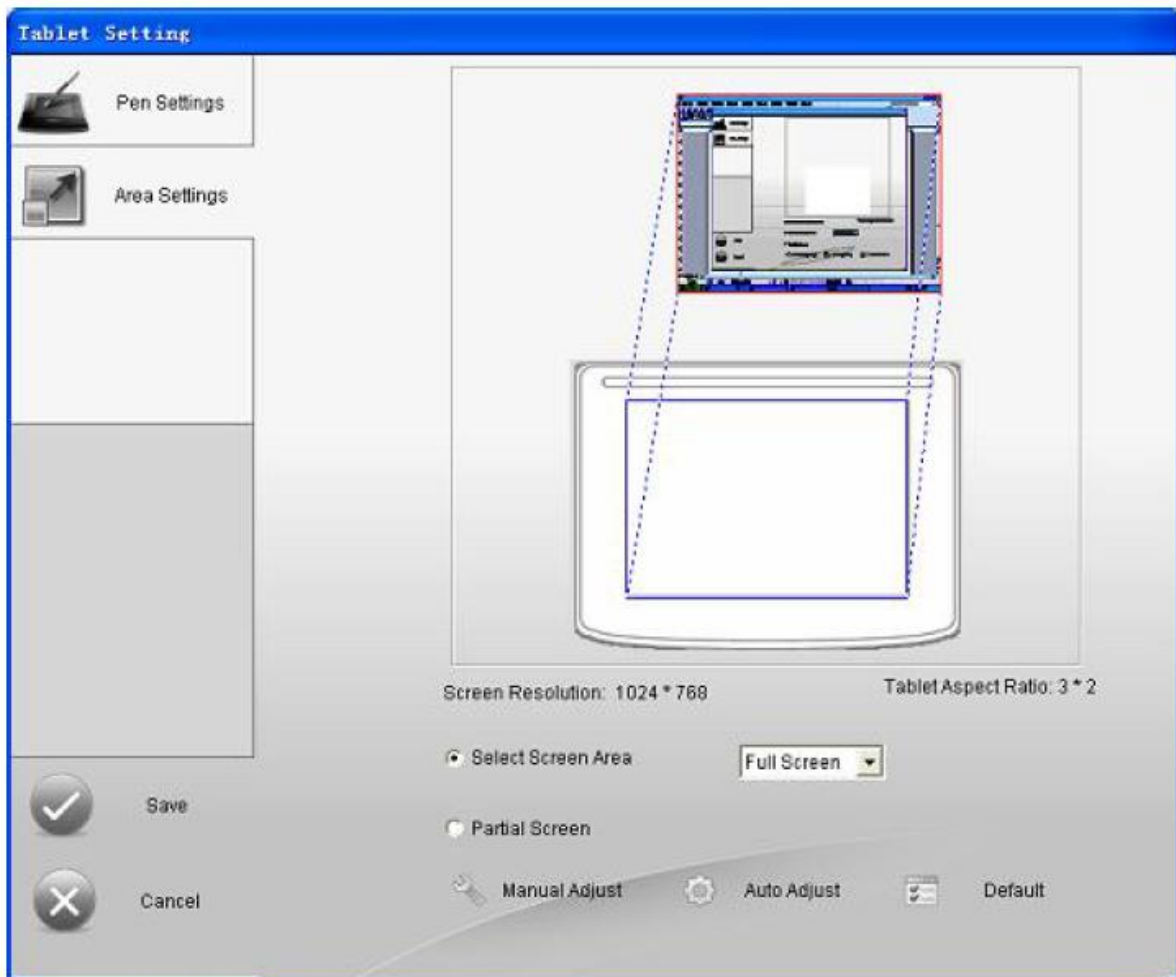 Tablet Setting
Pen Settings
Area Settings
Screen Resolution: 1024 * 768
Tablet Aspect Ratio: 3 * 2
Select Screen Area
Full Screen
Save
Partial Screen
Manual Adjust
Auto Adjust
Default
Cancel